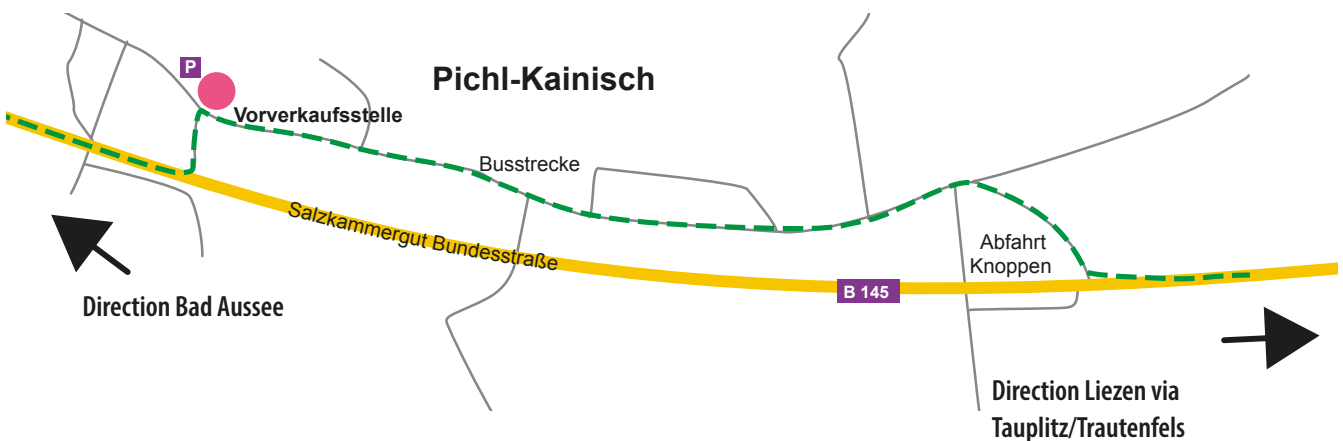 P
Pichl-Kainisch
Vorverkaufsstelle
Busstrecke
Salzkammergut Bundesstraße
Abfahrt
Knoppen
B 145
Direction Bad Aussee
Direction Liezen via
Tauplitz/Trautenfels